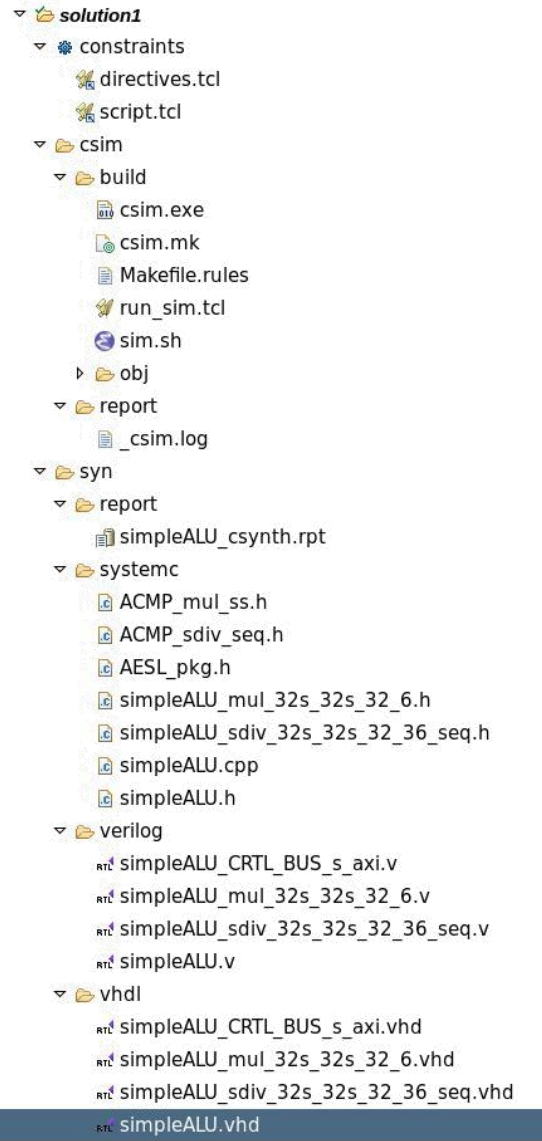 solution1
constraints
directives.tcl
script.tcl
csim
build
csim.exe
csim.mk
Makefile.rules
run_sim.tcl
sim.sh
obj
report
_csim.log
syn
report
simpleALU_csynth.rpt
systemc
ACMP_mul_ss.h
ACMP_sdiv_seq.h
AESL_pkg.h
simpleALU_mul_32s_32s_32_6.h
simpleALU_sdiv_32s_32s_32_36_seq.h
simpleALU.cpp
simpleALU.h
verilog
simpleALU_CRTL_BUS_s_axi.v
simpleALU_mul_32s_32s_32_6.v
simpleALU_sdiv_32s_32s_32_36_seq.v
simpleALU.v
vhdl
simpleALU_CRTL_BUS_s_axi.vhd
simpleALU_mul_32s_32s_32_6.vhd
simpleALU_sdiv_32s_32s_32_36_seq.vhd
simpleALU.vhd